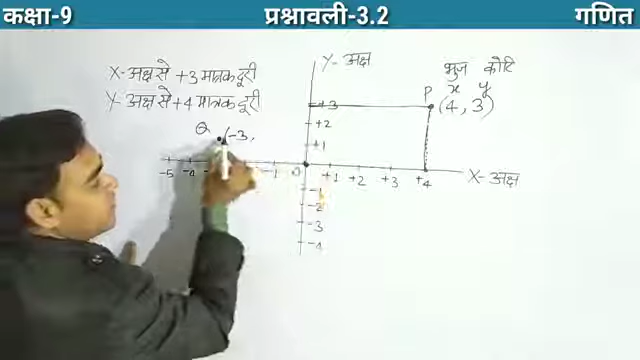 कक्षा-9 प्रश्नावली-3.2 गणित
X-अक्ष से +3 मात्रक दूरी
Y-अक्ष से +4 मात्रक दूरी
Y-अक्ष
भुज कोटि
x y
P (4, 3)
Q (-3,
+3
+2
+1
-5 -4 -1 0 +1 +2 +3 +4 X-अक्ष
-1
-2
-3
-4